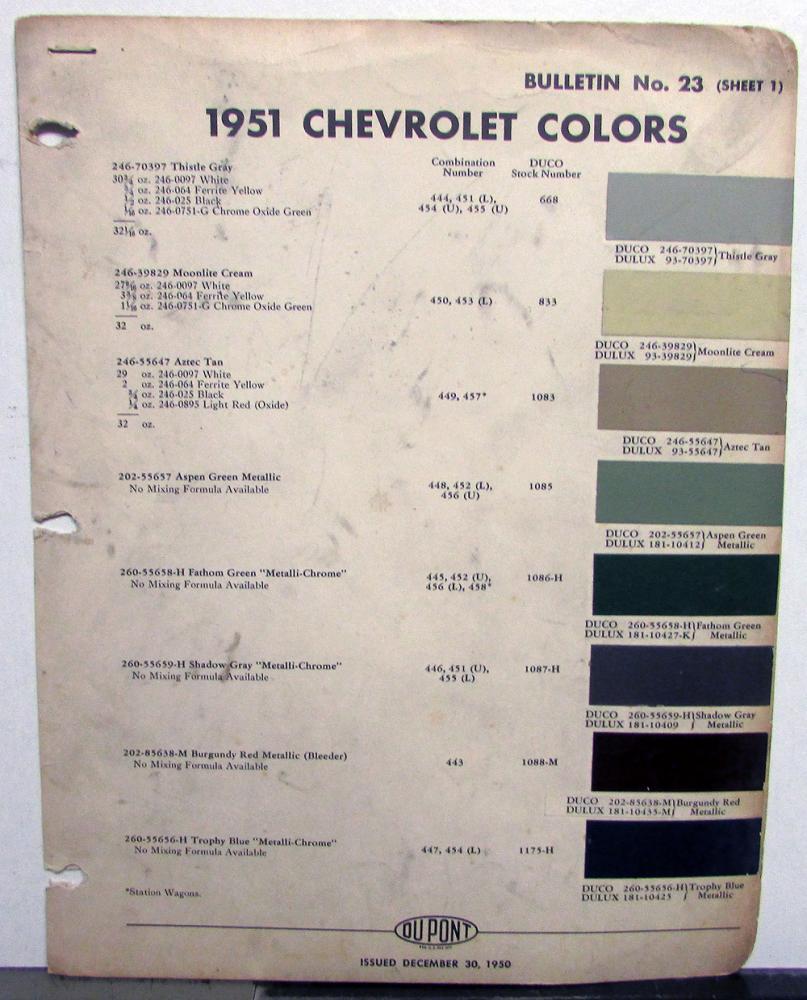 BULLETIN No. 23 (SHEET 1)
1951 CHEVROLET COLORS
Combination Number
DUCO Stock Number
246-70397 Thistle Gray
30¾ oz. 246-0097 White
¾ oz. 246-064 Ferrite Yellow
½ oz. 246-025 Black
1⁄16 oz. 246-0751-G Chrome Oxide Green
32 1⁄16 oz.
444, 451 (L),
454 (U), 455 (U)
668
DUCO 246-70397) Thistle Gray
DULUX 93-70397)
246-39829 Moonlite Cream
oz. 246-0097 White
oz. 246-064 Ferrite Yellow
oz. 246-0751-G Chrome Oxide Green
32 oz.
450, 453 (L)
833
DUCO 246-39829) Moonlite Cream
DULUX 93-39829)
246-55647 Aztec Tan
29 oz. 246-0097 White
2 oz. 246-064 Ferrite Yellow
¾ oz. 246-025 Black
¼ oz. 246-0895 Light Red (Oxide)
32 oz.
449, 457*
1083
DUCO 246-55647) Aztec Tan
DULUX 93-55647)
202-55657 Aspen Green Metallic
No Mixing Formula Available
448, 452 (L),
456 (U)
1085
DUCO 202-55657) Aspen Green
DULUX 181-10412) Metallic
260-55658-H Fathom Green "Metalli-Chrome"
No Mixing Formula Available
445, 452 (U),
456 (L), 458*
1086-H
DUCO 260-55658-H) Fathom Green
DULUX 181-10427-K) Metallic
260-55659-H Shadow Gray "Metalli-Chrome"
No Mixing Formula Available
446, 451 (U),
455 (L)
1087-H
DUCO 260-55659-H) Shadow Gray
DULUX 181-10409 ) Metallic
202-85638-M Burgundy Red Metallic (Bleeder)
No Mixing Formula Available
443
1088-M
DUCO 202-85638-M) Burgundy Red
DULUX 181-10435-M) Metallic
260-55656-H Trophy Blue "Metalli-Chrome"
No Mixing Formula Available
447, 454 (L)
1175-H
DUCO 260-55656-H) Trophy Blue
DULUX 181-10425 ) Metallic
*Station Wagons.
DU PONT
ISSUED DECEMBER 30, 1950